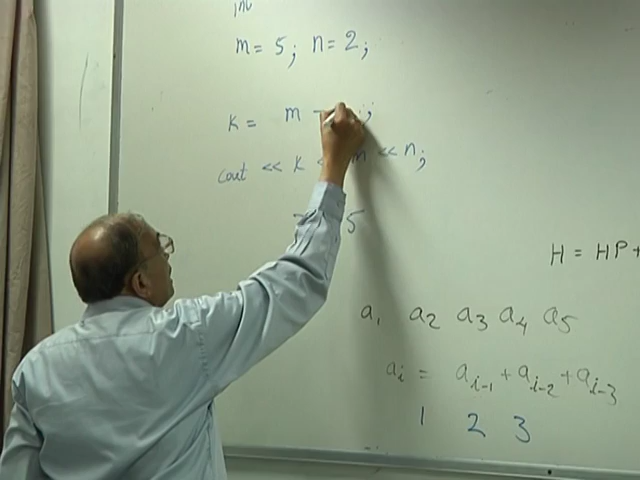 int
m = 5; n = 2;
k = m ;
cout << k < m << n;
5
H = HP +
a1 a2 a3 a4 a5
ai = ai-1 + ai-2 + ai-3
1 2 3